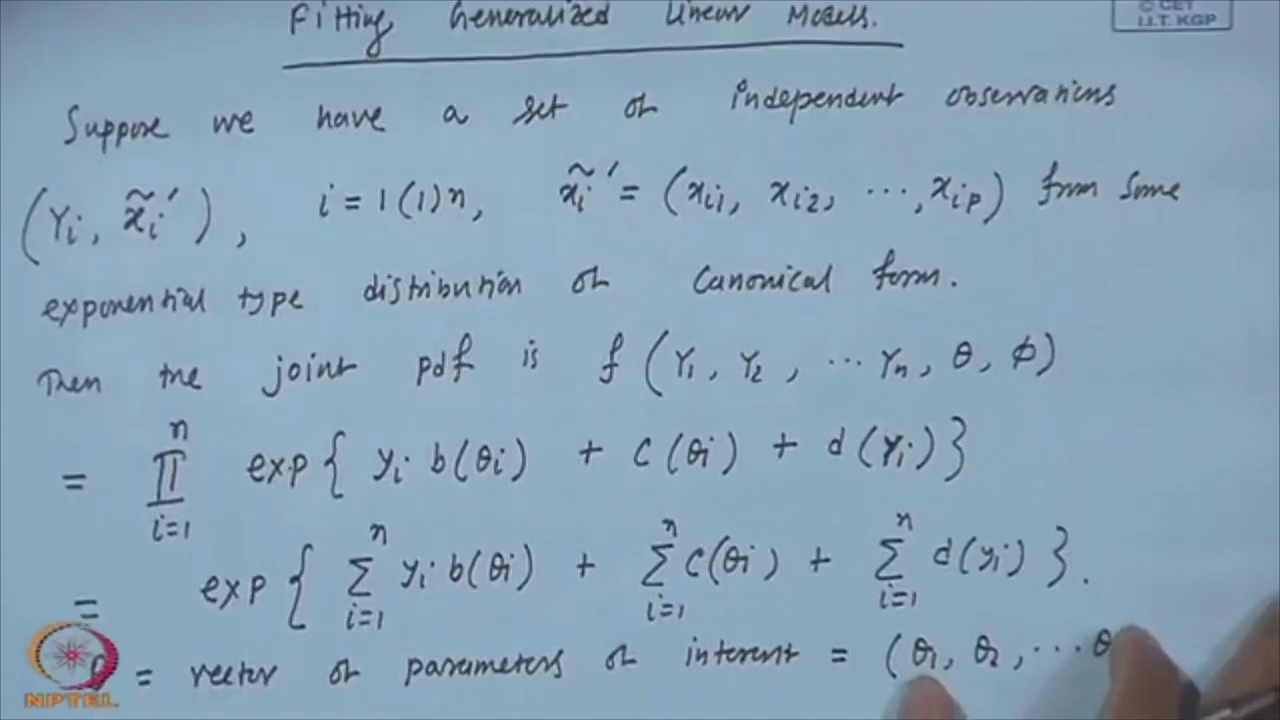 Fitting Generalized Linear Models.
© CET
I.I.T. KGP
Suppose we have a set of independent observations
(Yi, x̃i′), i = 1(1)n, x̃i′ = (xi1, xi2, ⋯, xip) from some
exponential type distribution of canonical form.
Then the joint pdf is f (Y1, Y2, ⋯ Yn, θ, ϕ)
= ∏_{i=1}^{n} exp{ yi b(θi) + c(θi) + d(yi)}
= exp { ∑_{i=1}^{n} yi b(θi) + ∑_{i=1}^{n} c(θi) + ∑_{i=1}^{n} d(yi) }.
= vector of parameters of interest = (θ1, θ2, ⋯ θ
NPTEL